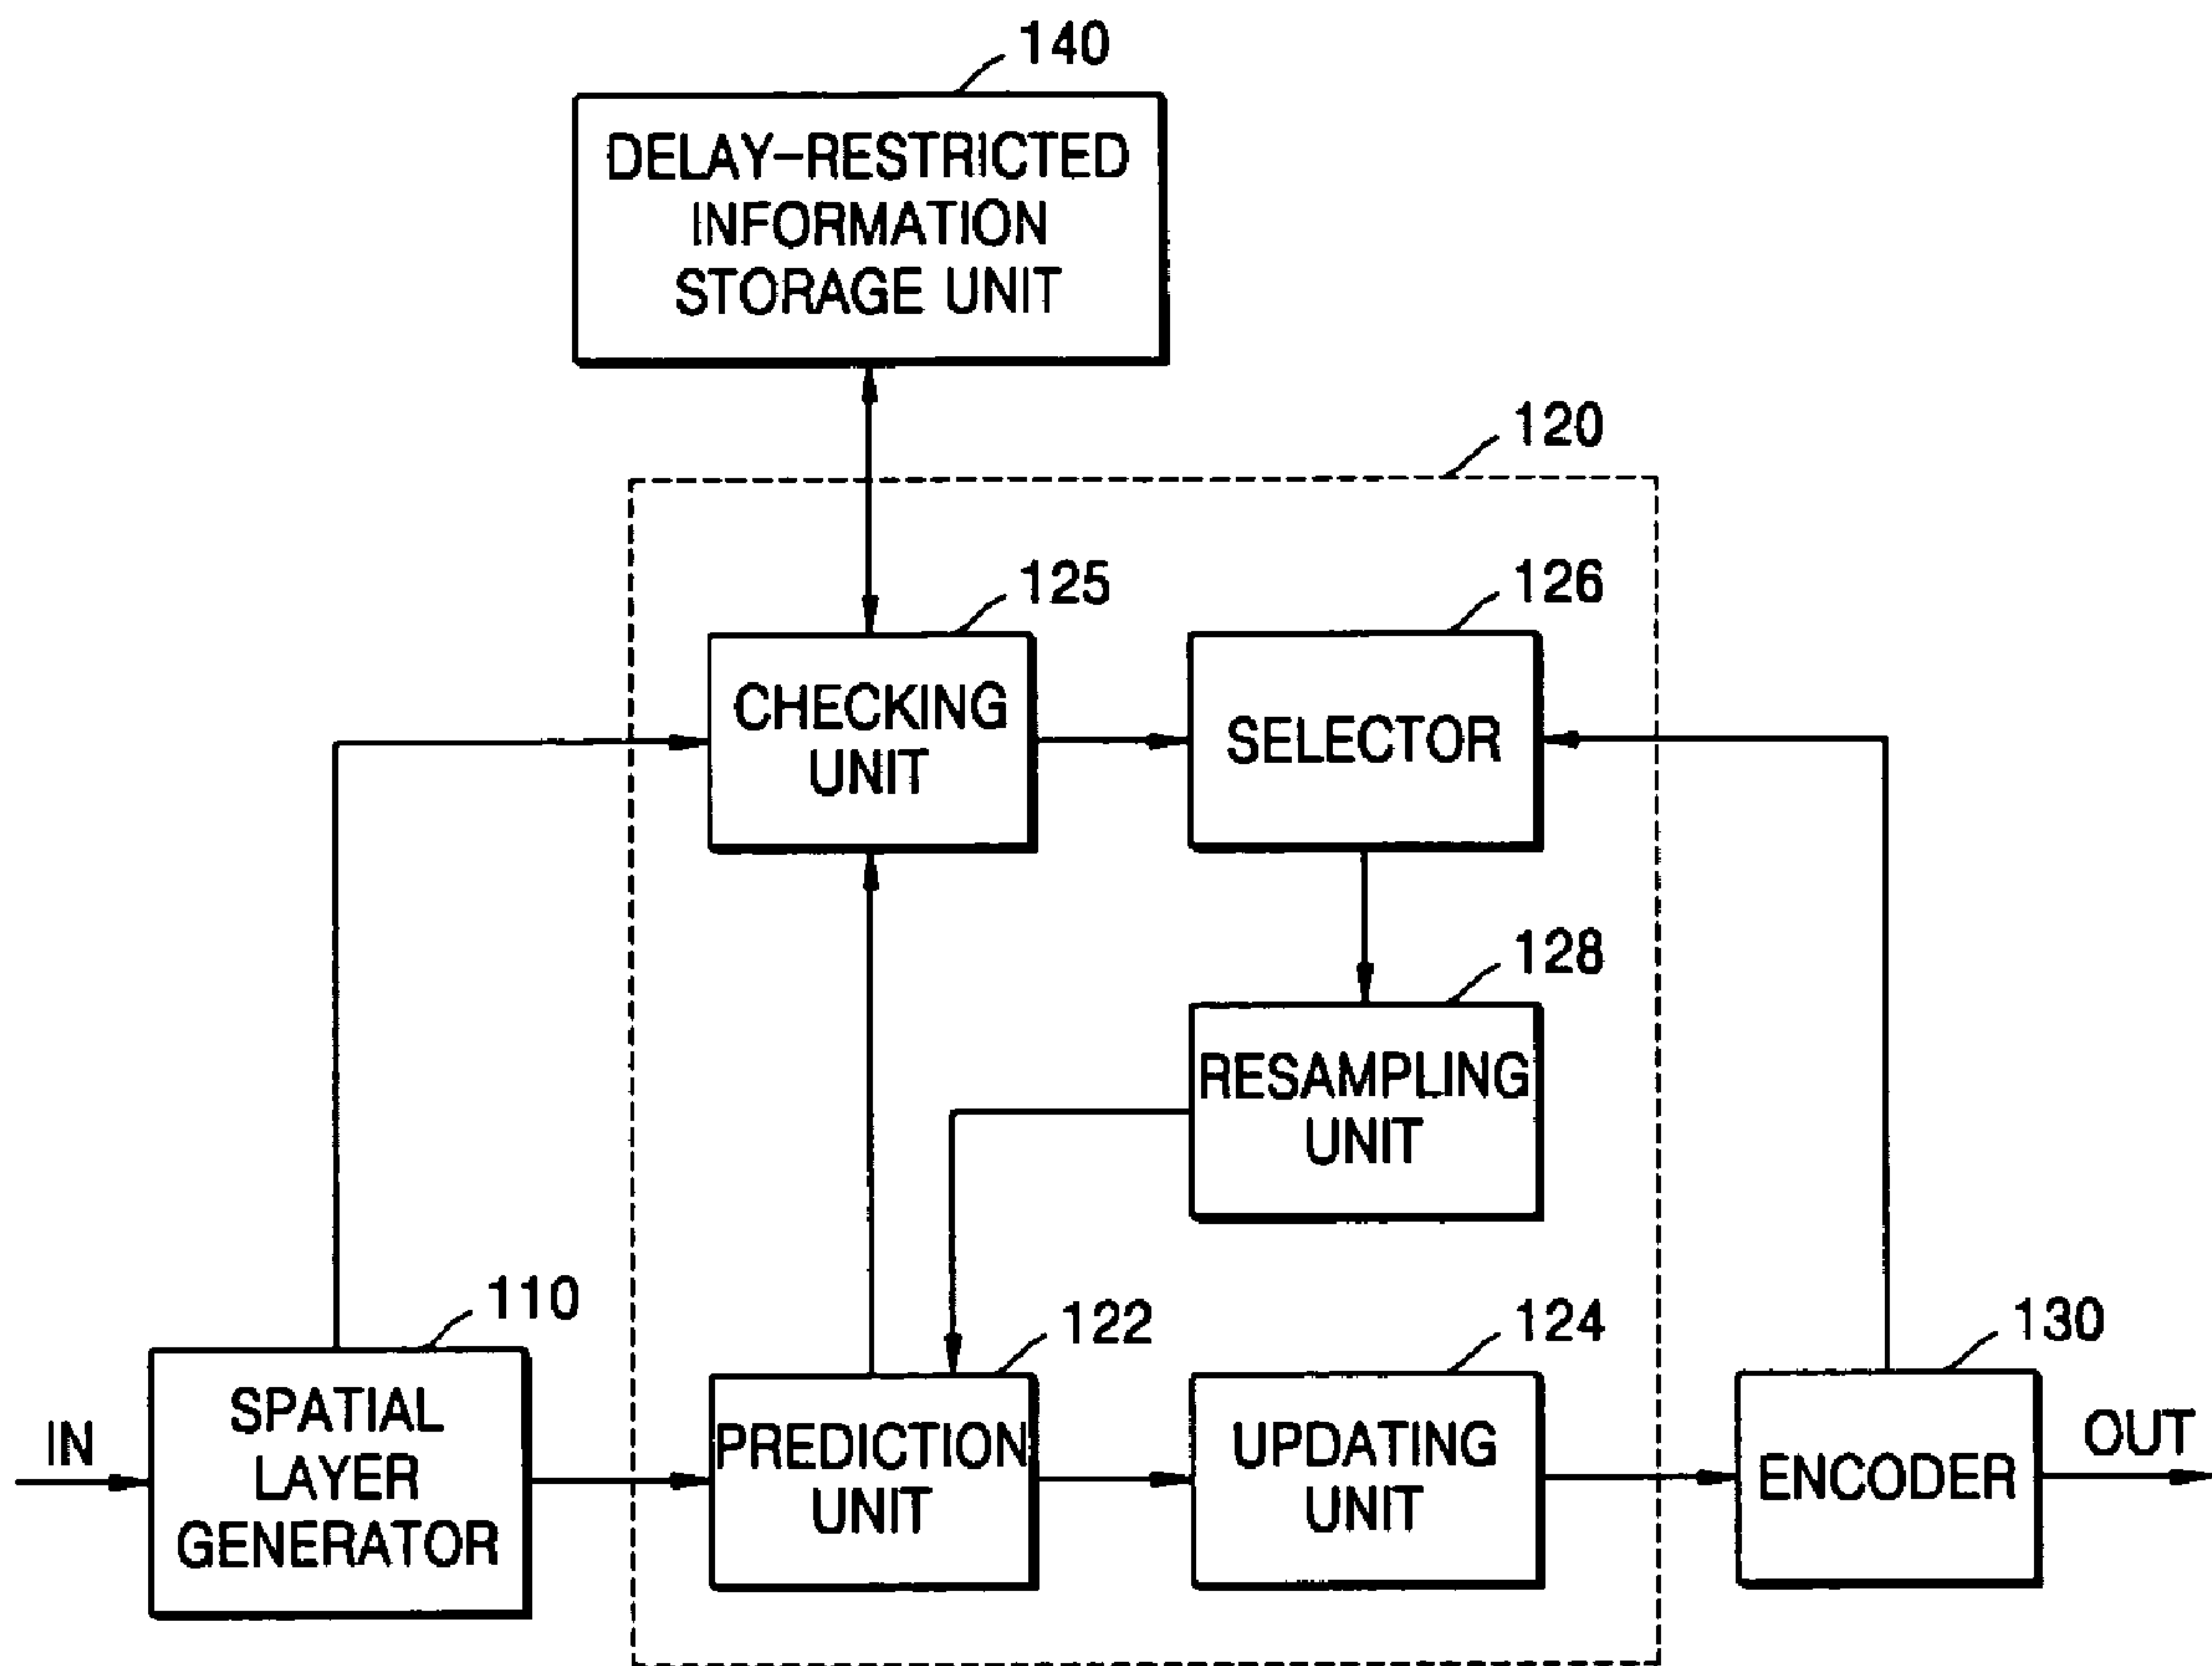 140
DELAY-RESTRICTED
INFORMATION
STORAGE UNIT
120
125
CHECKING
UNIT
126
SELECTOR
128
RESAMPLING
UNIT
110
IN
SPATIAL
LAYER
GENERATOR
122
PREDICTION
UNIT
124
UPDATING
UNIT
130
ENCODER
OUT